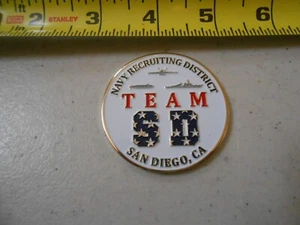 2 3 4 5 6
STANLEY
NAVY RECRUITING DISTRICT
TEAM
SD
SAN DIEGO, CA